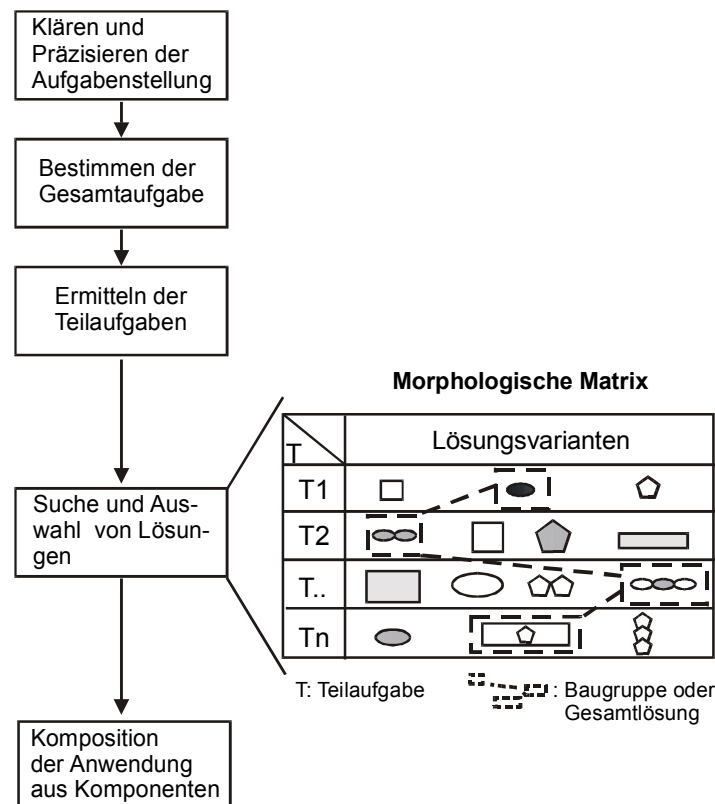 Klären und
Präzisieren der
Aufgabenstellung
Bestimmen der
Gesamtaufgabe
Ermitteln der
Teilaufgaben
Suche und Aus-
wahl von Lösun-
gen
Komposition
der Anwendung
aus Komponenten
Morphologische Matrix
T
Lösungsvarianten
T1
T2
T..
Tn
T: Teilaufgabe
: Baugruppe oder
Gesamtlösung